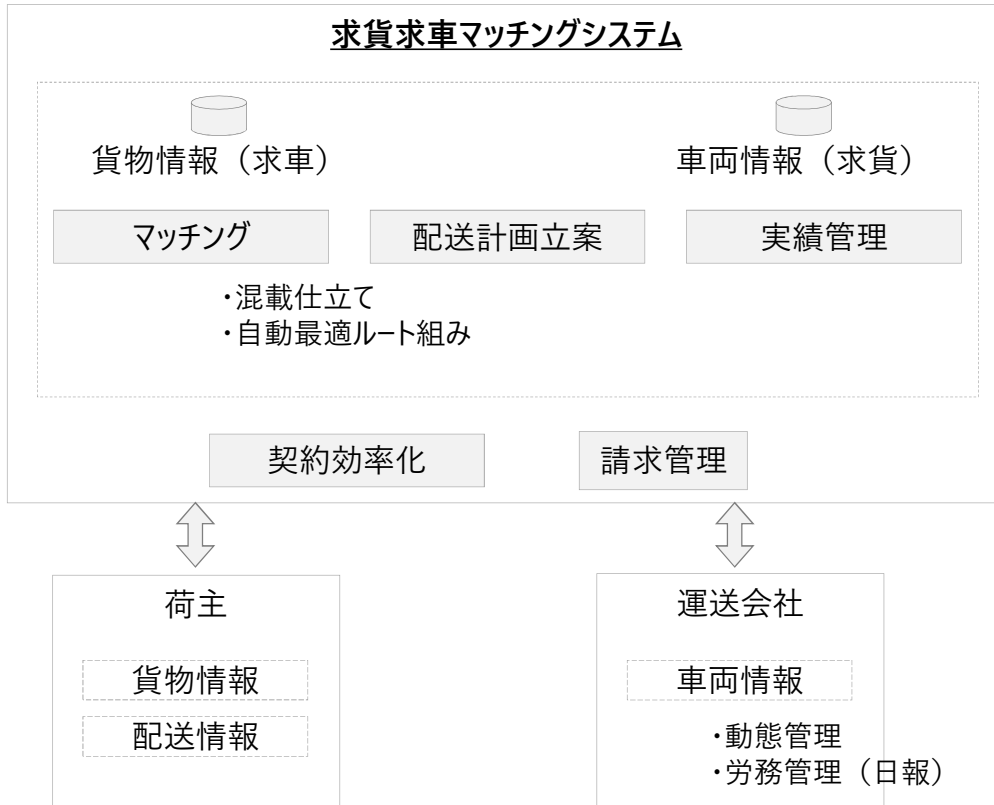 求貨求車マッチングシステム
貨物情報（求車）
車両情報（求貨）
マッチング
配送計画立案
実績管理
・混載仕立て
・自動最適ルート組み
契約効率化
請求管理
荷主
貨物情報
配送情報
運送会社
車両情報
・動態管理
・労務管理（日報）